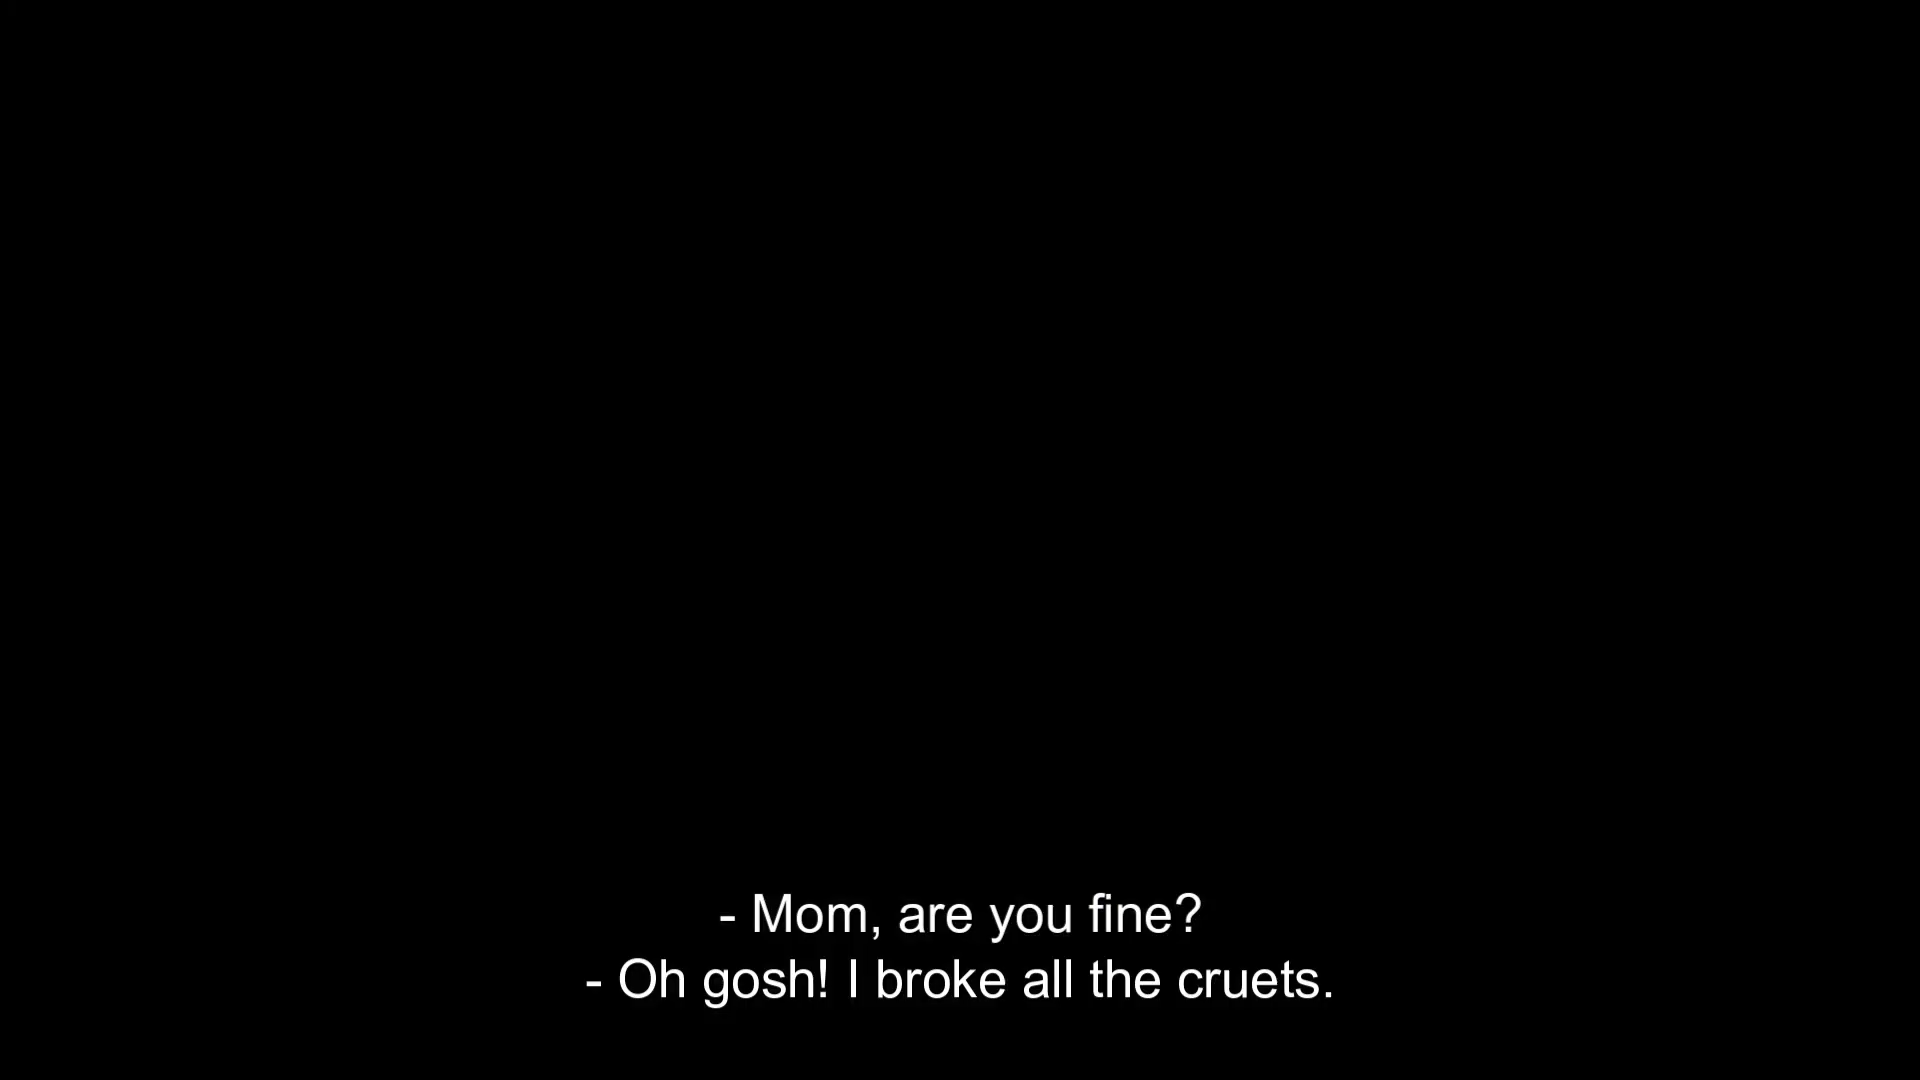 - Mom, are you fine?
- Oh gosh! I broke all the cruets.